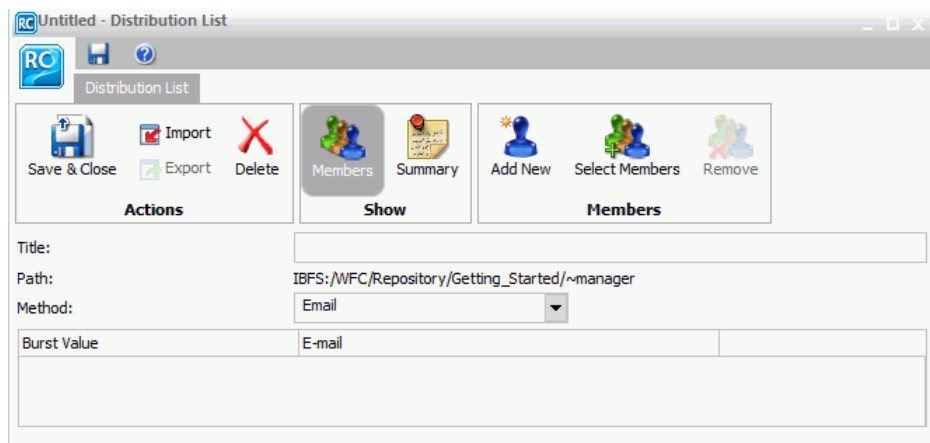 RC Untitled - Distribution List
RC
Distribution List
Save & Close
Import
Export
Delete
Actions
Members
Summary
Show
Add New
Select Members
Remove
Members
Title:
Path: IBFS:/WFC/Repository/Getting_Started/~manager
Method: Email
Burst Value E-mail